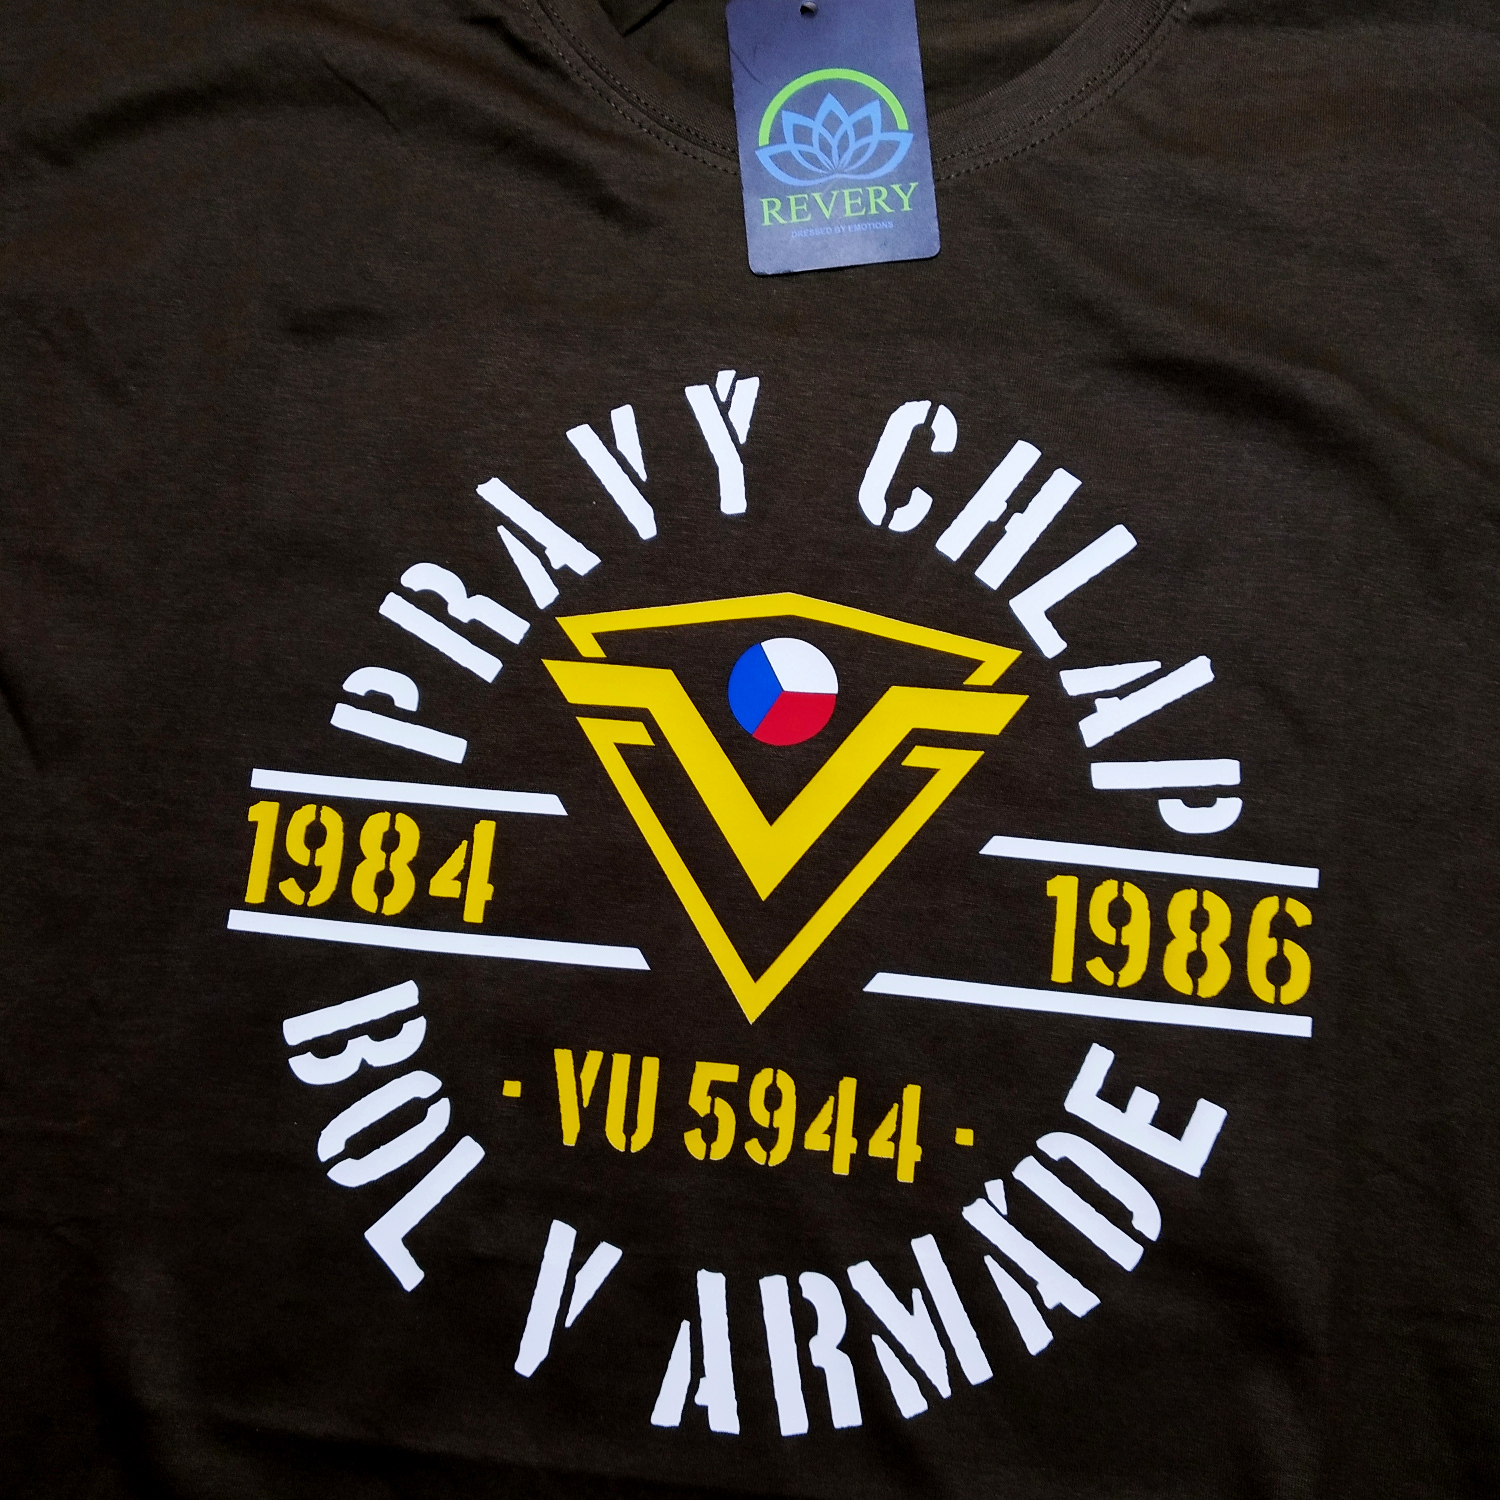 REVERY
DRESSED BY EMOTIONS
PRAVÝ CHLAP
1984
1986
· VU 5944 ·
BOL V ARMÁDE